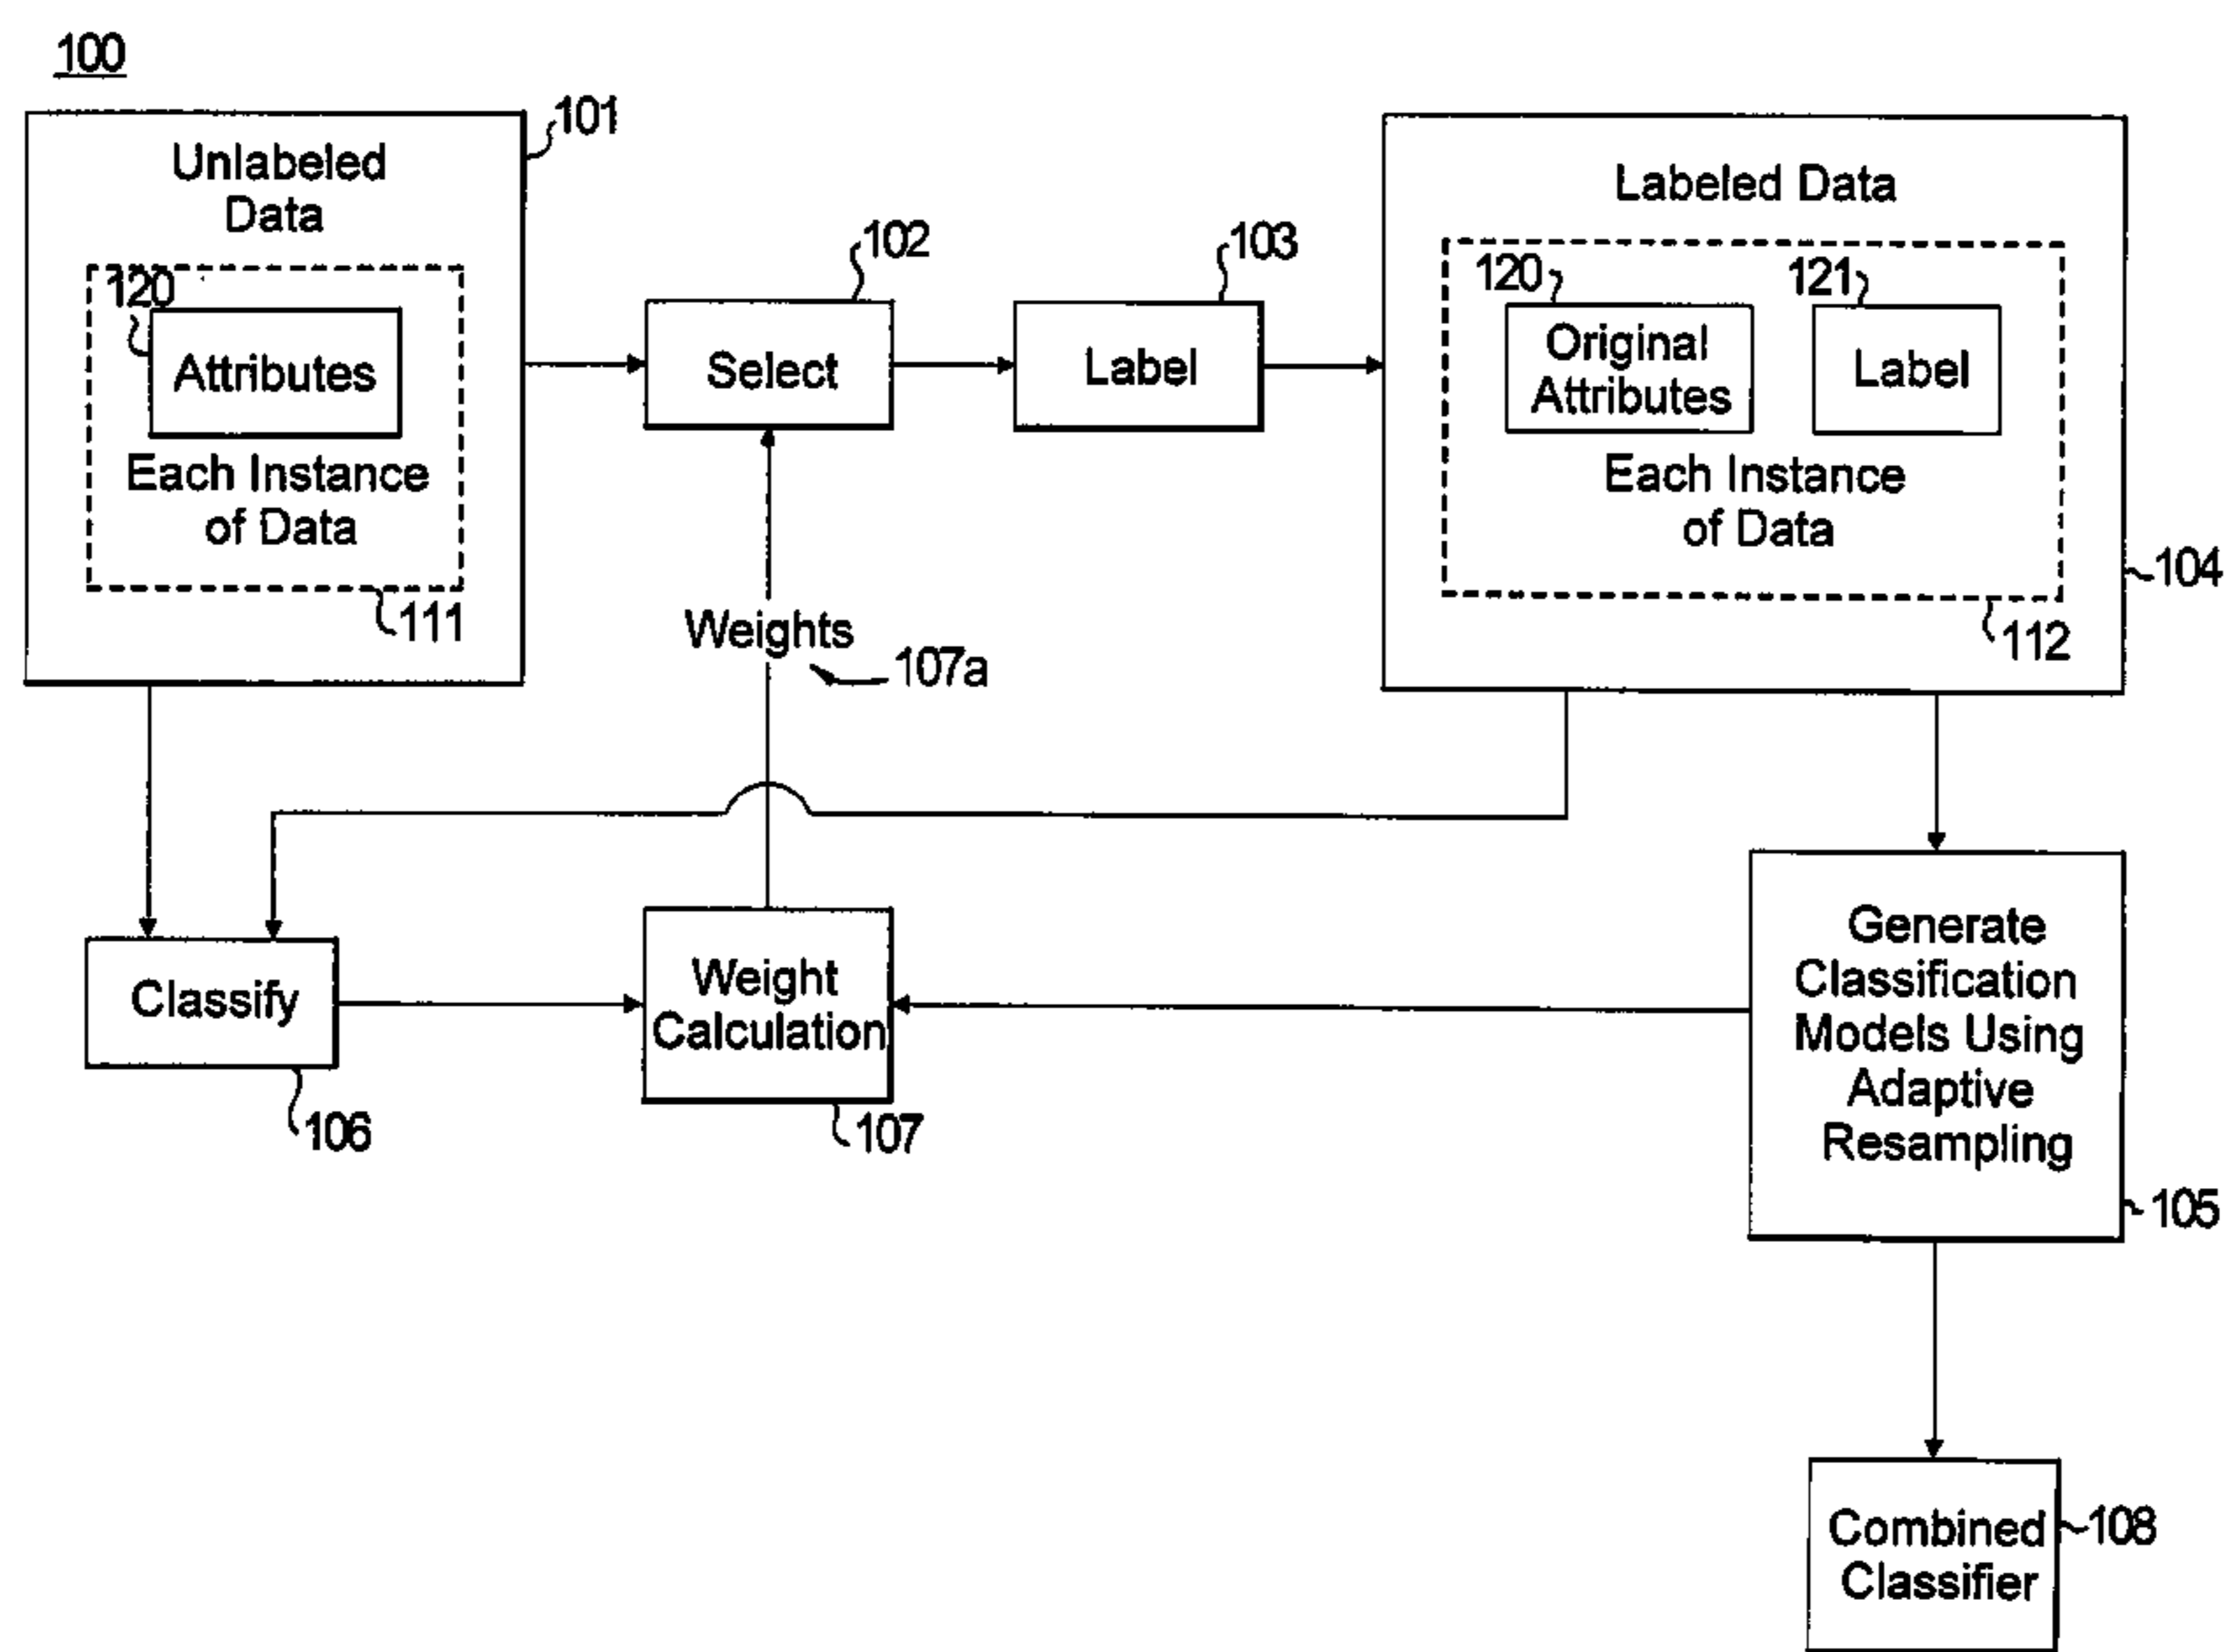 100
101
Unlabeled
Data
120
Attributes
Each Instance
of Data
111
102
Select
103
Label
Labeled Data
120
Original
Attributes
121
Label
Each Instance
of Data
112
104
Weights
107a
Classify
106
Weight
Calculation
107
Generate
Classification
Models Using
Adaptive
Resampling
105
Combined
Classifier
108